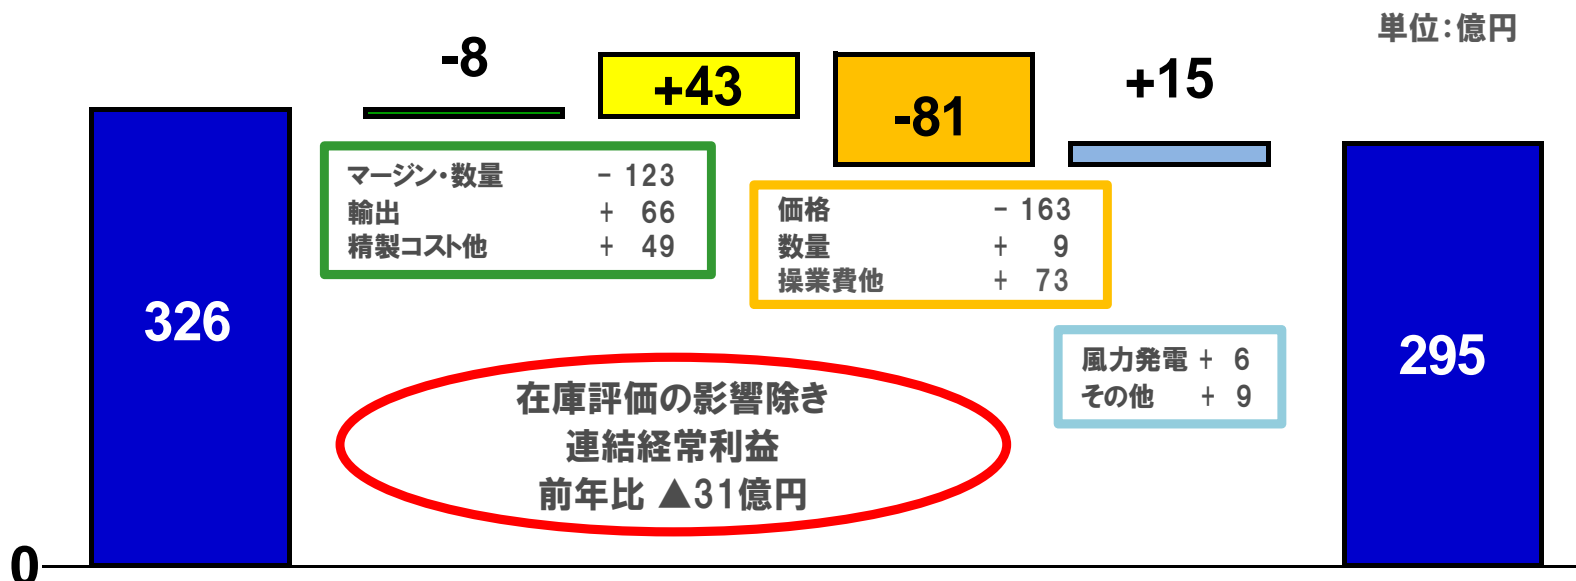 単位：億円
-8
+43
-81
+15
マージン・数量 － 123
輸出 ＋ 66
精製コスト他 ＋ 49
価格 － 163
数量 ＋ 9
操業費他 ＋ 73
風力発電 ＋ 6
その他 ＋ 9
326
295
在庫評価の影響除き
連結経常利益
前年比 ▲31億円
0